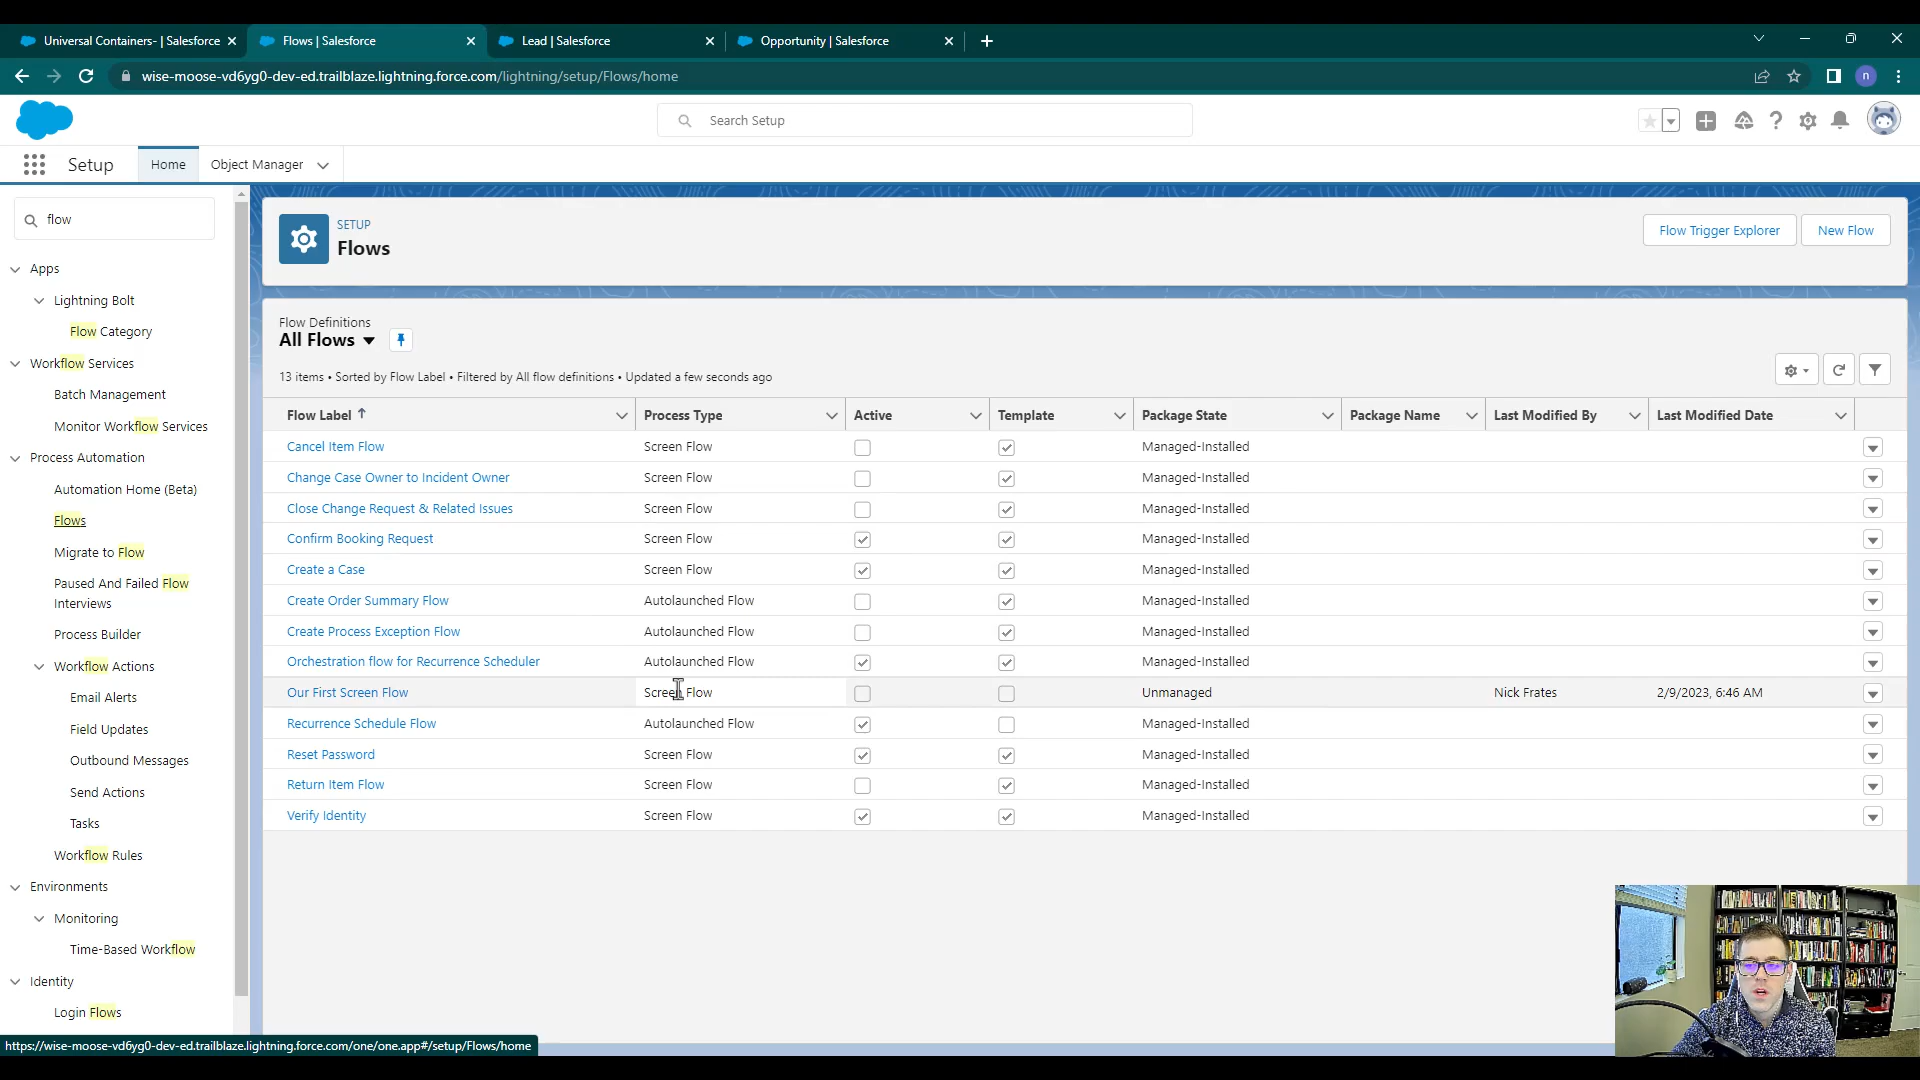 Universal Containers- | Salesforce
Flows | Salesforce
Lead | Salesforce
Opportunity | Salesforce
wise-moose-vd6yg0-dev-ed.trailblaze.lightning.force.com/lightning/setup/Flows/home
n
Search Setup
Setup
Home
Object Manager
flow
Apps
Lightning Bolt
Flow Category
Workflow Services
Batch Management
Monitor Workflow Services
Process Automation
Automation Home (Beta)
Flows
Migrate to Flow
Paused And Failed Flow
Interviews
Process Builder
Workflow Actions
Email Alerts
Field Updates
Outbound Messages
Send Actions
Tasks
Workflow Rules
Environments
Monitoring
Time-Based Workflow
Identity
Login Flows
SETUP
Flows
Flow Trigger Explorer
New Flow
Flow Definitions
All Flows
13 items • Sorted by Flow Label • Filtered by All flow definitions • Updated a few seconds ago
Flow Label Process Type Active Template Package State Package Name Last Modified By Last Modified Date
Cancel Item Flow Screen Flow Managed-Installed
Change Case Owner to Incident Owner Screen Flow Managed-Installed
Close Change Request & Related Issues Screen Flow Managed-Installed
Confirm Booking Request Screen Flow Managed-Installed
Create a Case Screen Flow Managed-Installed
Create Order Summary Flow Autolaunched Flow Managed-Installed
Create Process Exception Flow Autolaunched Flow Managed-Installed
Orchestration flow for Recurrence Scheduler Autolaunched Flow Managed-Installed
Our First Screen Flow Screen Flow Unmanaged Nick Frates 2/9/2023, 6:46 AM
Recurrence Schedule Flow Autolaunched Flow Managed-Installed
Reset Password Screen Flow Managed-Installed
Return Item Flow Screen Flow Managed-Installed
Verify Identity Screen Flow Managed-Installed
https://wise-moose-vd6yg0-dev-ed.trailblaze.lightning.force.com/one/one.app#/setup/Flows/home